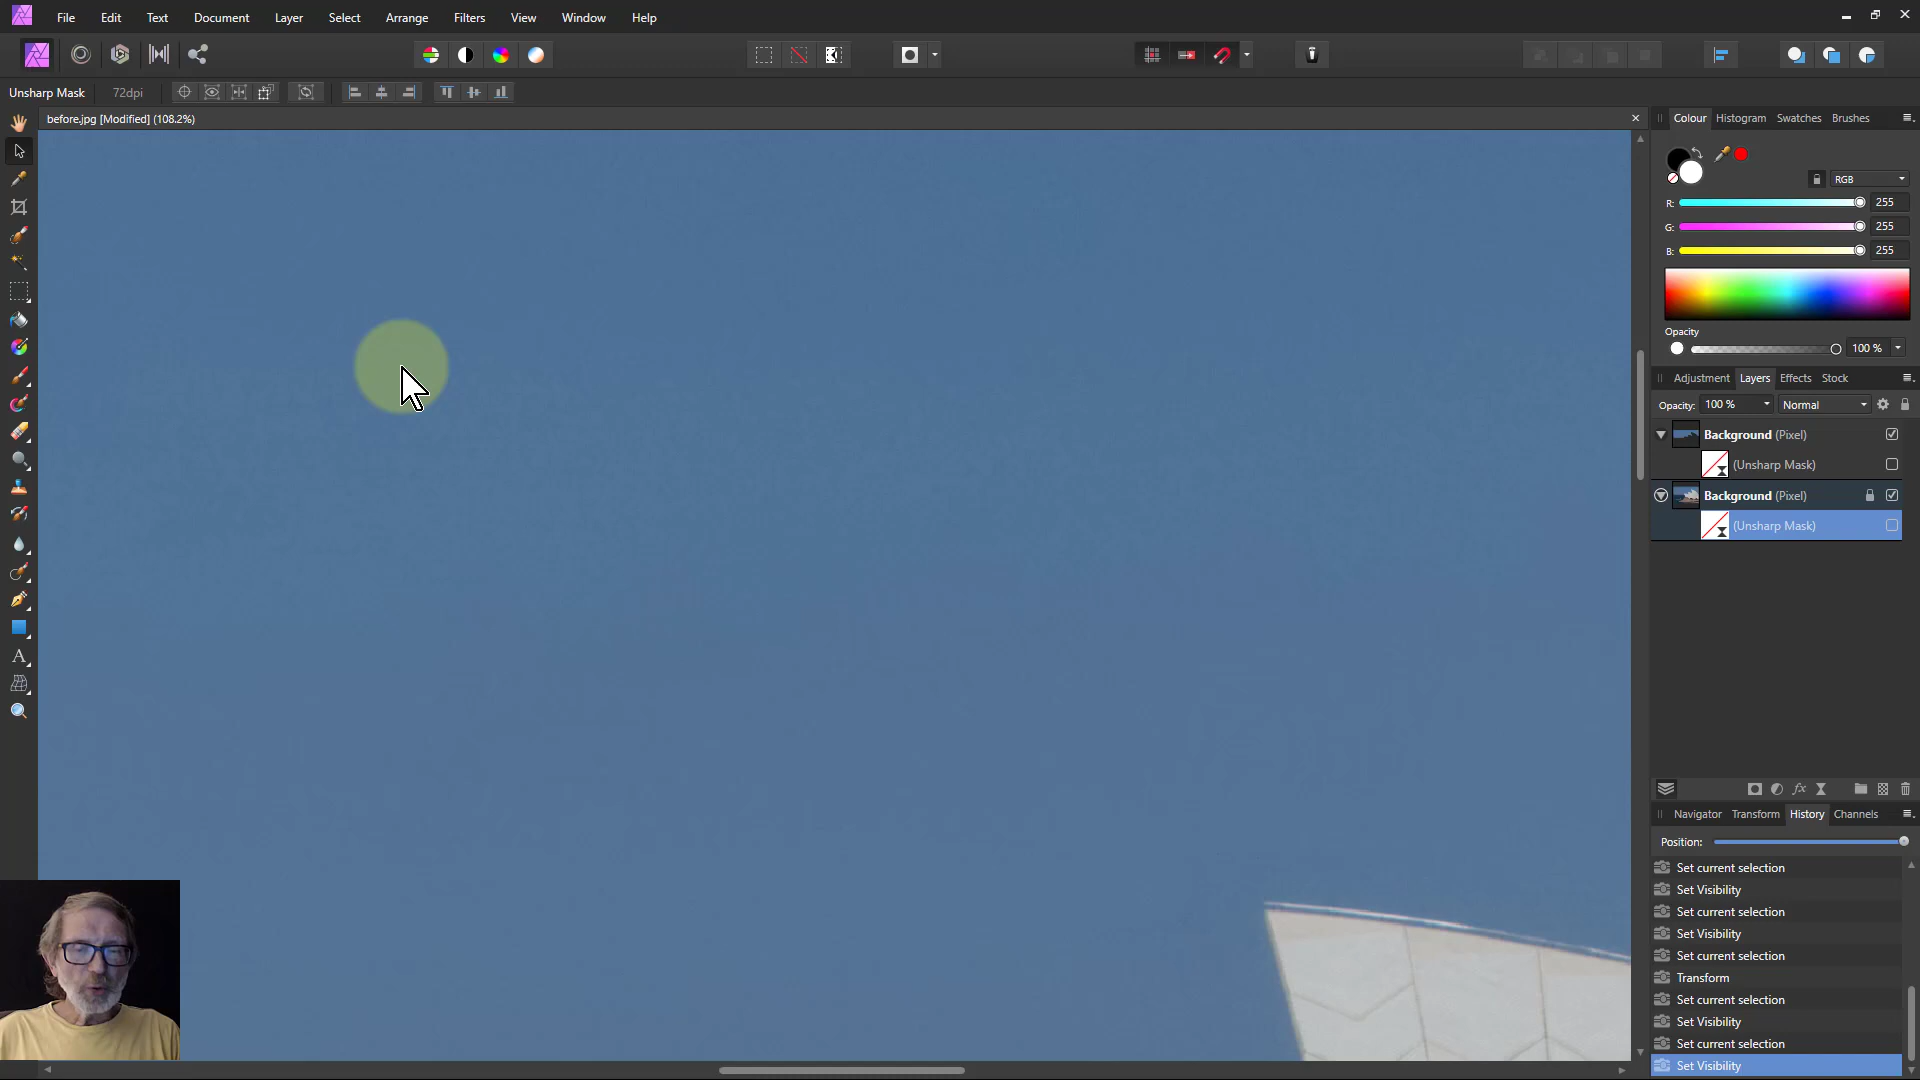 File Edit Text Document Layer Select Arrange Filters View Window Help
Unsharp Mask 72dpi
before.jpg [Modified] (108.2%)
Colour Histogram Swatches Brushes
RGB
R: 255
G: 255
B: 255
Opacity
100 %
Adjustment Layers Effects Stock
Opacity: 100 % Normal
Background (Pixel)
(Unsharp Mask)
Background (Pixel)
(Unsharp Mask)
fx
Navigator Transform History Channels
Position:
Set current selection
Set Visibility
Set current selection
Set Visibility
Set current selection
Transform
Set current selection
Set Visibility
Set current selection
Set Visibility